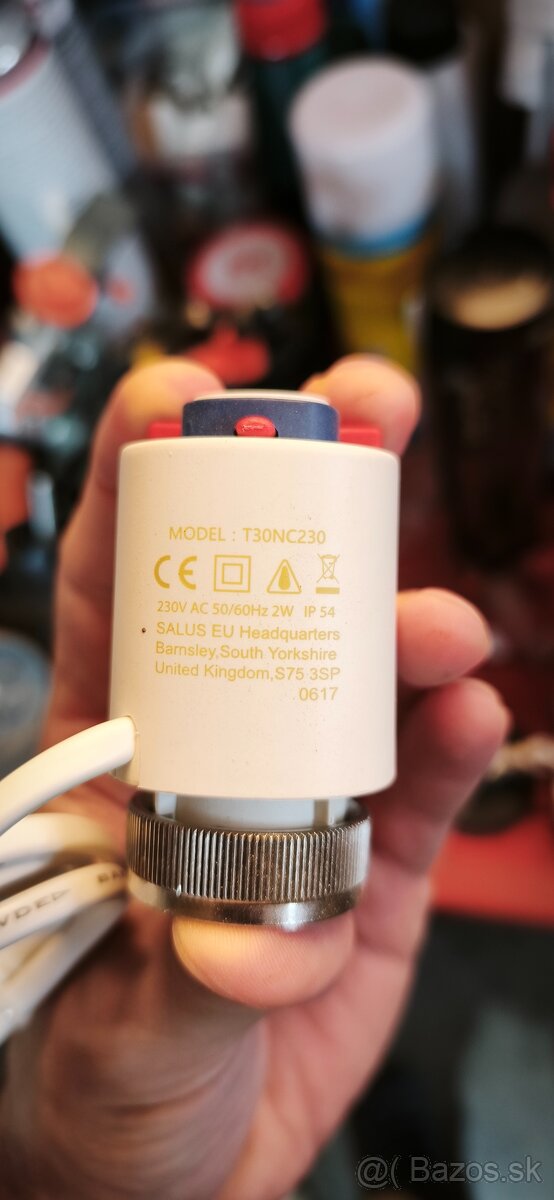 MODEL : T30NC230
CE
230V AC 50/60Hz 2W IP 54
SALUS EU Headquarters
Barnsley,South Yorkshire
United Kingdom,S75 3SP
0617
VDE
@( Bazos.sk